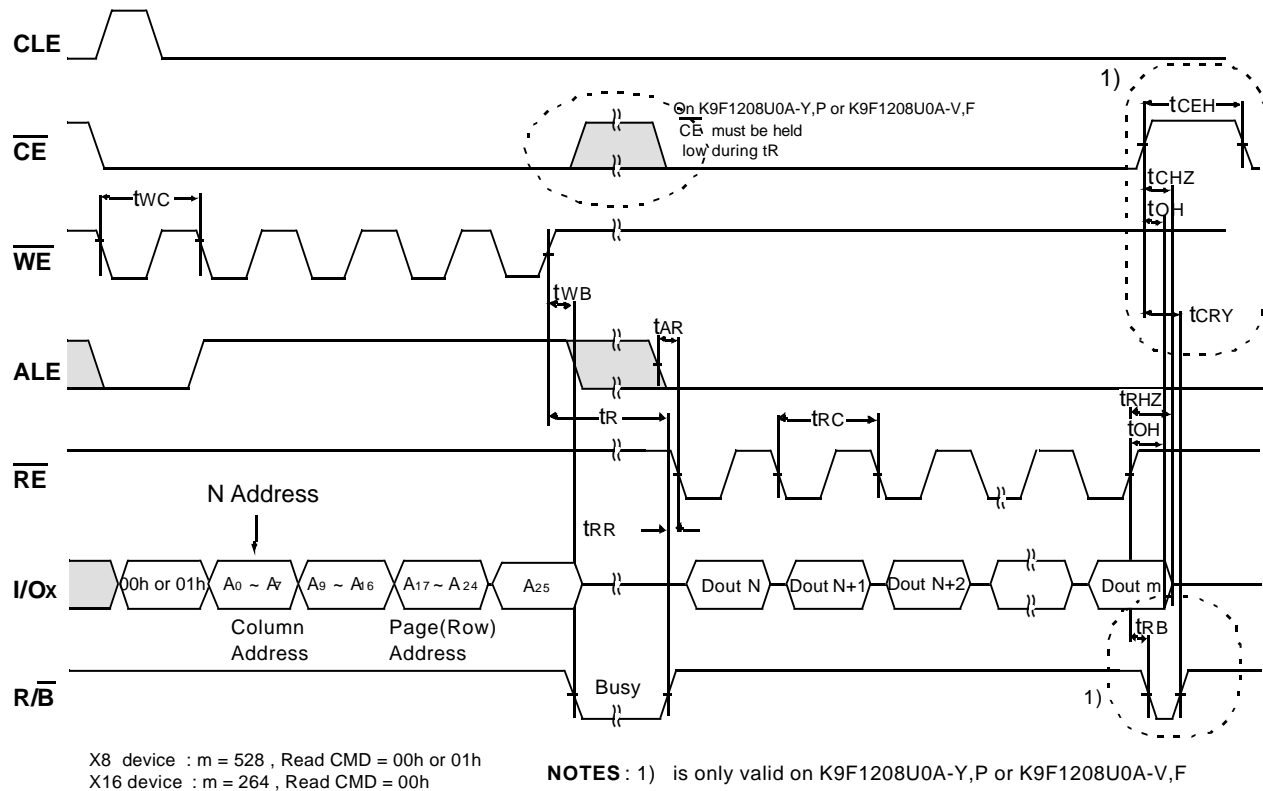 CLE
1)
tCEH
On K9F1208U0A-Y,P or K9F1208U0A-V,F
CE must be held
low during tR
CE
tCHZ
tOH
tWC
WE
tWB
tCRY
tAR
ALE
tRHZ
tR
tRC
tOH
RE
N Address
tRR
I/Ox
00h or 01h
A0 ~ A7
A9 ~ A16
A17 ~ A24
A25
Dout N
Dout N+1
Dout N+2
Dout m
Column
Address
Page(Row)
Address
tRB
R/B
Busy
1)
X8 device : m = 528 , Read CMD = 00h or 01h
X16 device : m = 264 , Read CMD = 00h
NOTES : 1) is only valid on K9F1208U0A-Y,P or K9F1208U0A-V,F